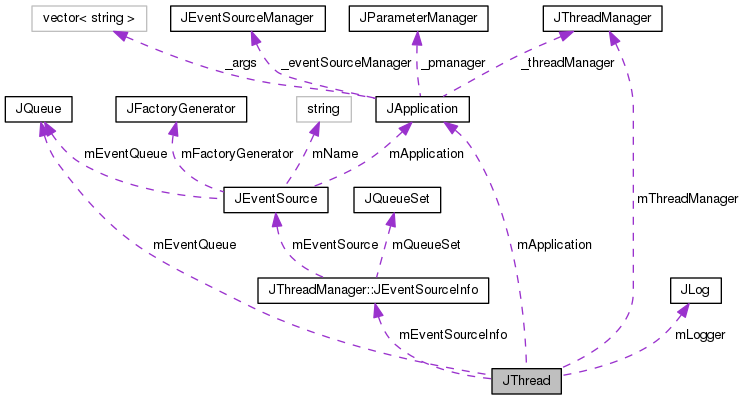 vector< string >
JEventSourceManager
JParameterManager
JThreadManager
_args
_eventSourceManager
_pmanager
_threadManager
JQueue
JFactoryGenerator
string
JApplication
mEventQueue
mFactoryGenerator
mName
mApplication
JEventSource
JQueueSet
mThreadManager
mEventQueue
mEventSource
mQueueSet
mApplication
JThreadManager::JEventSourceInfo
JLog
mEventSourceInfo
mLogger
JThread